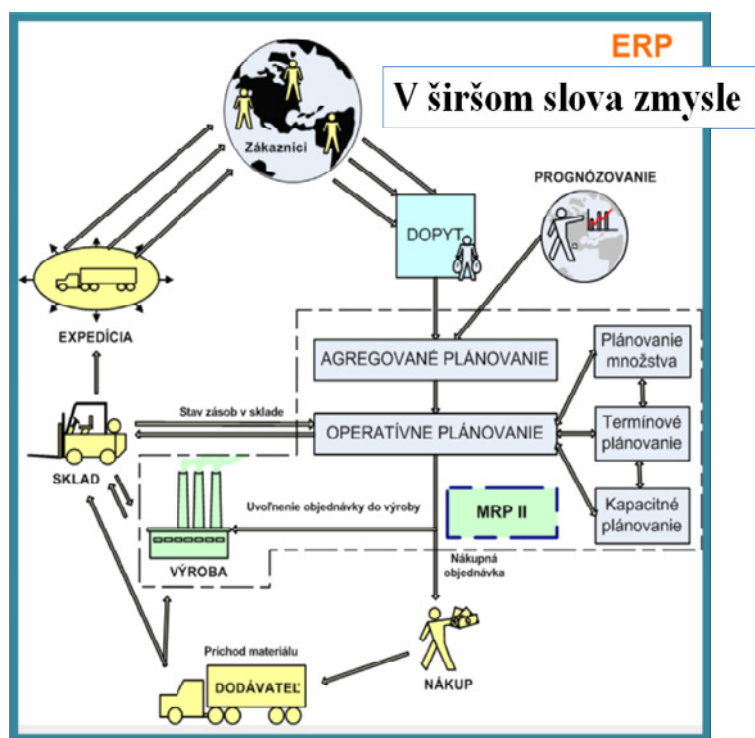 ERP
V širšom slova zmysle
Zákazníci
PROGNÓZOVANIE
DOPYT
EXPEDÍCIA
AGREGOVANÉ PLÁNOVANIE
Plánovanie
množstva
Stav zásob v sklade
OPERATÍVNE PLÁNOVANIE
Termínové
plánovanie
SKLAD
Uvoľnenie objednávky do výroby
MRP II
Kapacitné
plánovanie
VÝROBA
Nákupná
objednávka
Príchod materiálu
DODÁVATEĽ
NÁKUP